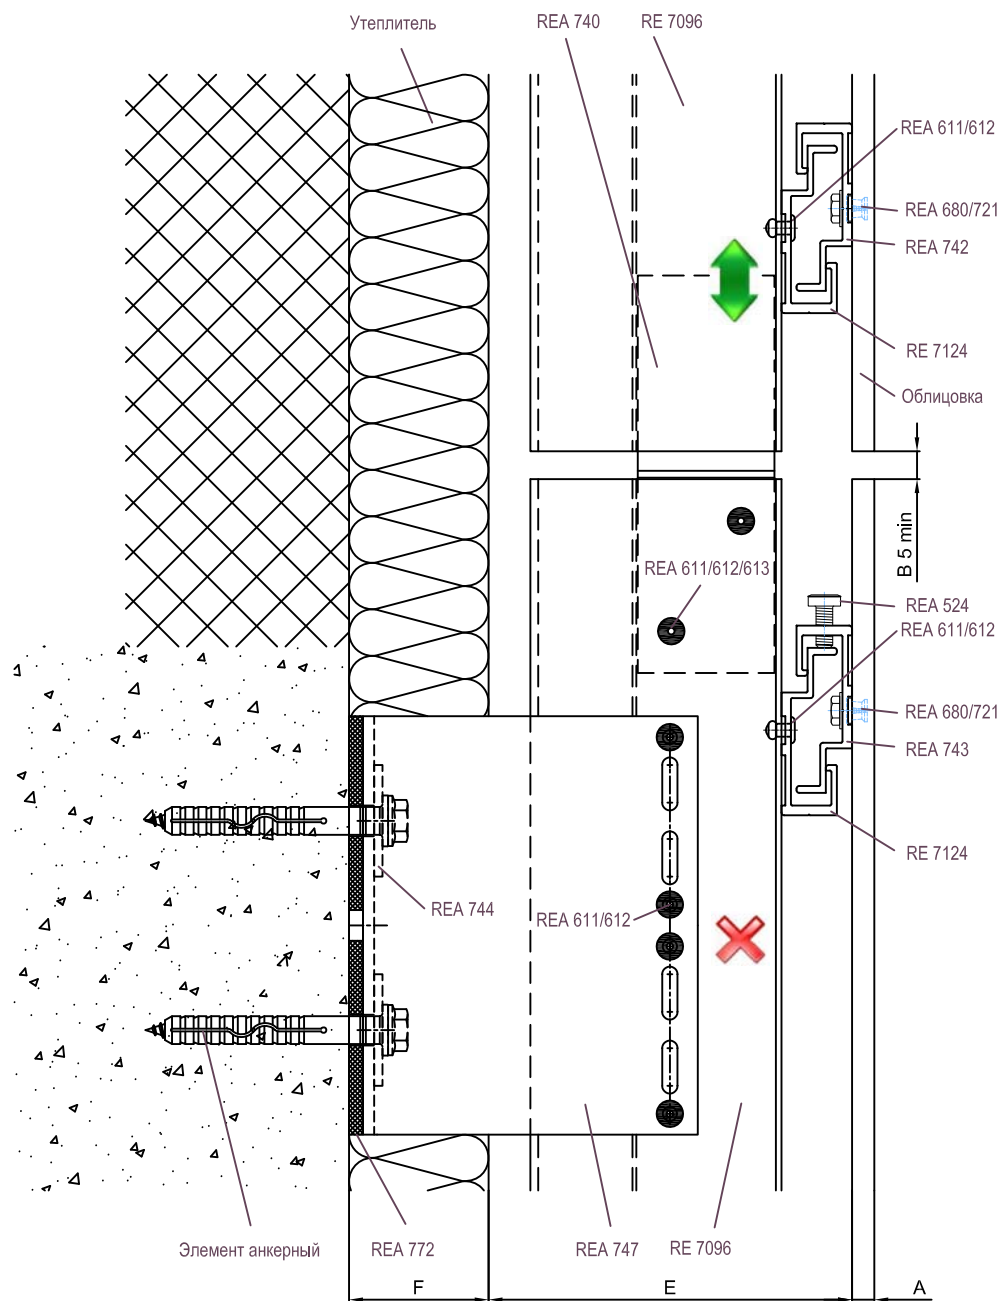 Утеплитель
REA 740
RE 7096
REA 611/612
REA 680/721
REA 742
RE 7124
Облицовка
B 5 min
REA 611/612/613
REA 524
REA 611/612
REA 680/721
REA 743
RE 7124
REA 744
REA 611/612
Элемент анкерный
REA 772
REA 747
RE 7096
F
E
A